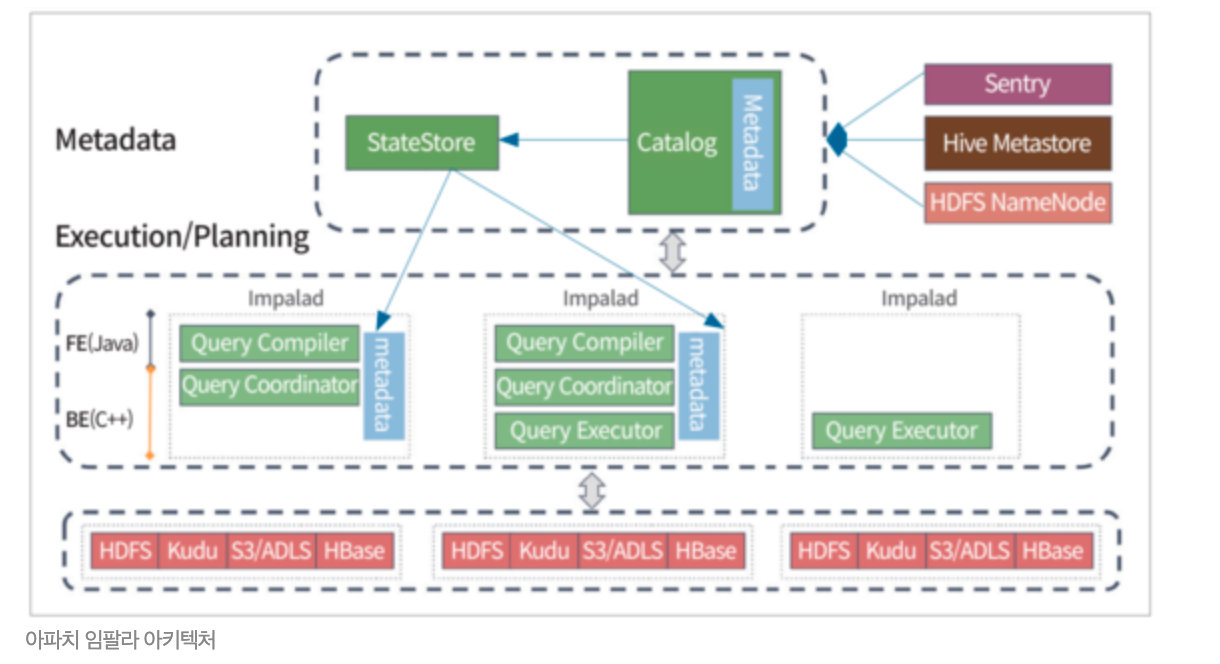 Metadata
StateStore
Catalog
Metadata
Sentry
Hive Metastore
HDFS NameNode
Execution/Planning
Impalad
Impalad
Impalad
FE(Java)
BE(C++)
Query Compiler
Query Coordinator
metadata
Query Compiler
Query Coordinator
Query Executor
metadata
Query Executor
HDFS Kudu S3/ADLS HBase
HDFS Kudu S3/ADLS HBase
HDFS Kudu S3/ADLS HBase
아파치 임팔라 아키텍처